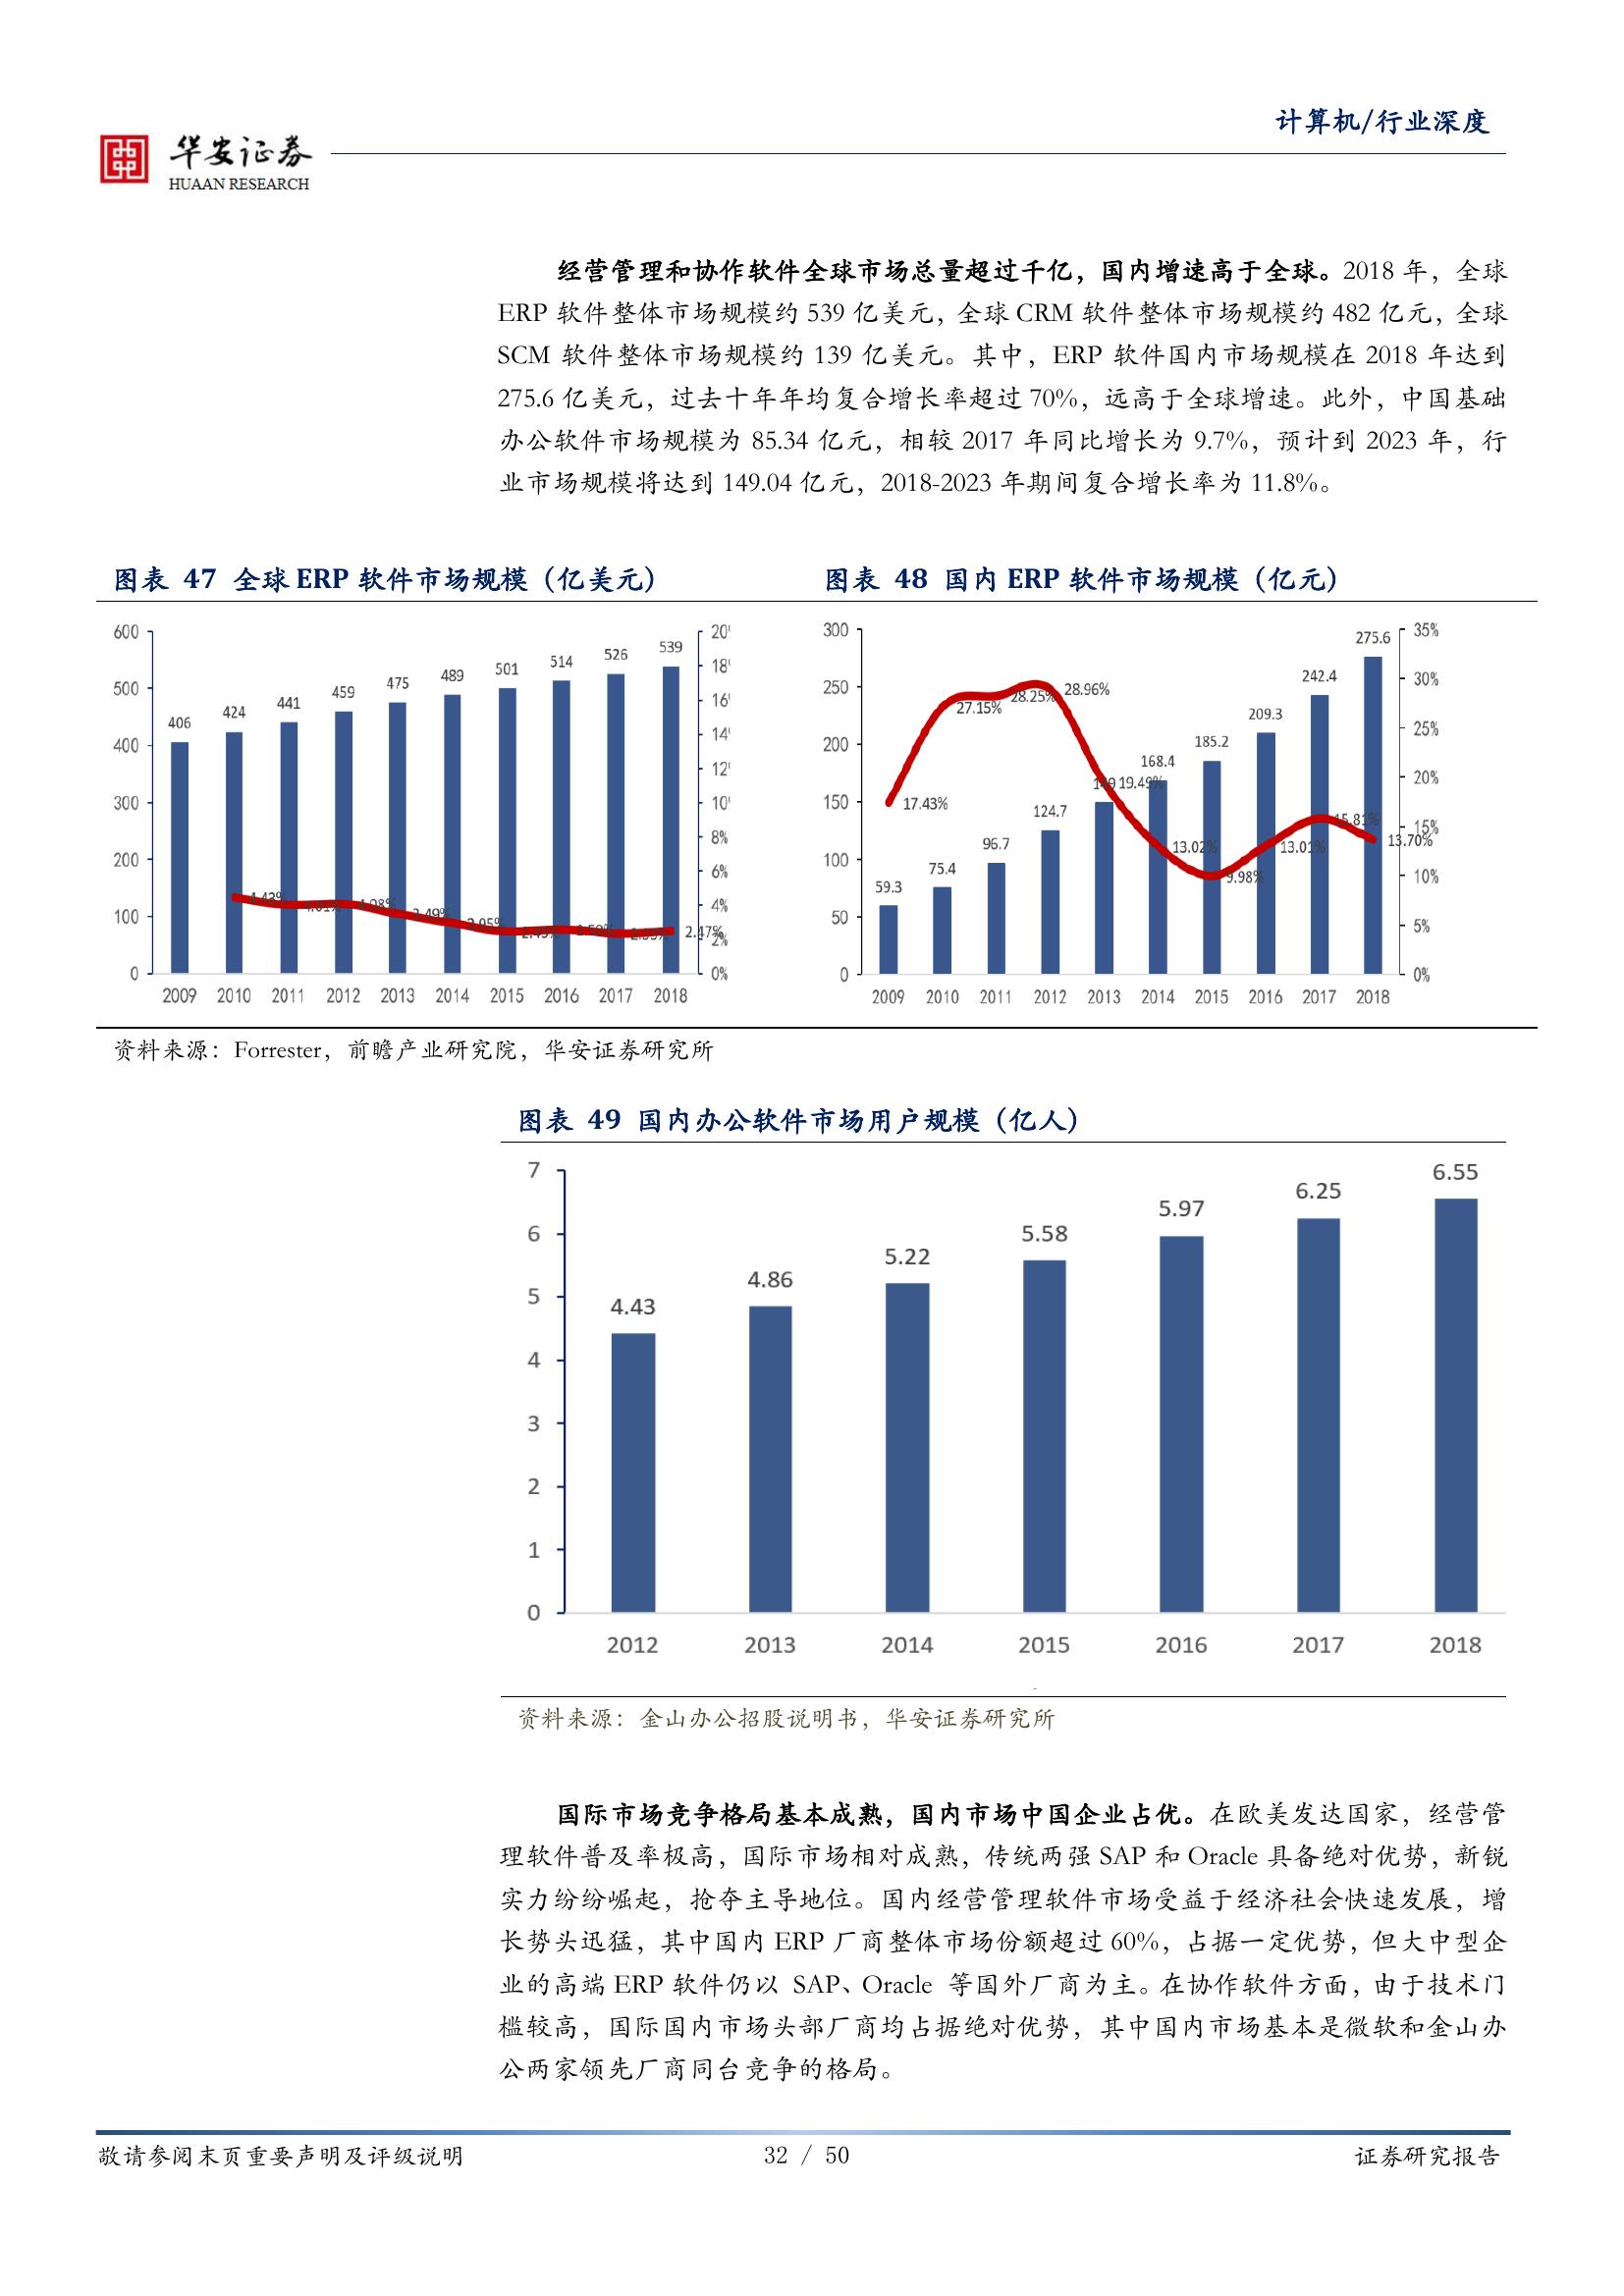 计算机/行业深度
华安证券
HUAAN RESEARCH
经营管理和协作软件全球市场总量超过千亿，国内增速高于全球。2018 年，全球
ERP 软件整体市场规模约 539 亿美元，全球 CRM 软件整体市场规模约 482 亿元，全球
SCM 软件整体市场规模约 139 亿美元。其中，ERP 软件国内市场规模在 2018 年达到
275.6 亿美元，过去十年年均复合增长率超过 70%，远高于全球增速。此外，中国基础
办公软件市场规模为 85.34 亿元，相较 2017 年同比增长为 9.7%，预计到 2023 年，行
业市场规模将达到 149.04 亿元，2018-2023 年期间复合增长率为 11.8%。
图表 47 全球 ERP 软件市场规模（亿美元）
600
500
400
300
200
100
0
406
424
441
459
475
489
501
514
526
539
2.47%
8%
6%
4%
2%
0%
2009 2010 2011 2012 2013 2014 2015 2016 2017 2018
图表 48 国内 ERP 软件市场规模（亿元）
300
250
200
150
100
50
0
59.3
75.4
96.7
124.7
168.4
185.2
209.3
242.4
275.6
17.43%
27.15%
28.25%
28.96%
19.49%
13.02%
9.98%
13.01%
15.81%
13.70%
35%
30%
25%
20%
15%
10%
5%
0%
2009 2010 2011 2012 2013 2014 2015 2016 2017 2018
资料来源：Forrester，前瞻产业研究院，华安证券研究所
图表 49 国内办公软件市场用户规模（亿人）
7
6
5
4
3
2
1
0
4.43
4.86
5.22
5.58
5.97
6.25
6.55
2012 2013 2014 2015 2016 2017 2018
资料来源：金山办公招股说明书，华安证券研究所
国际市场竞争格局基本成熟，国内市场中国企业占优。在欧美发达国家，经营管
理软件普及率极高，国际市场相对成熟，传统两强 SAP 和 Oracle 具备绝对优势，新锐
实力纷纷崛起，抢夺主导地位。国内经营管理软件市场受益于经济社会快速发展，增
长势头迅猛，其中国内 ERP 厂商整体市场份额超过 60%，占据一定优势，但大中型企
业的高端 ERP 软件仍以 SAP、Oracle 等国外厂商为主。在协作软件方面，由于技术门
槛较高，国际国内市场头部厂商均占据绝对优势，其中国内市场基本是微软和金山办
公两家领先厂商同台竞争的格局。
敬请参阅末页重要声明及评级说明
32 / 50
证券研究报告